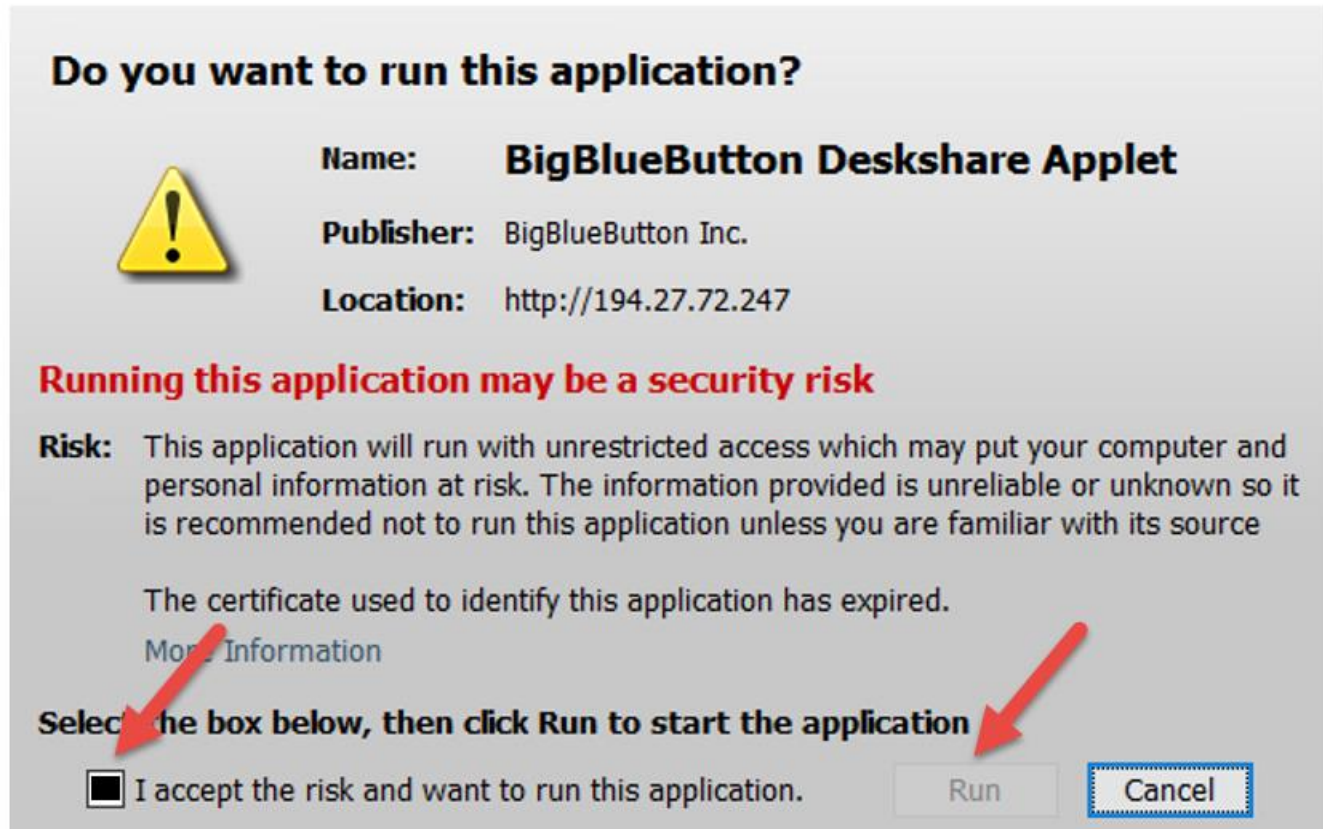 Do you want to run this application?
Name: BigBlueButton Deskshare Applet
Publisher: BigBlueButton Inc.
Location: http://194.27.72.247
Running this application may be a security risk
Risk: This application will run with unrestricted access which may put your computer and
personal information at risk. The information provided is unreliable or unknown so it
is recommended not to run this application unless you are familiar with its source
The certificate used to identify this application has expired.
More Information
Select the box below, then click Run to start the application
I accept the risk and want to run this application. Run Cancel